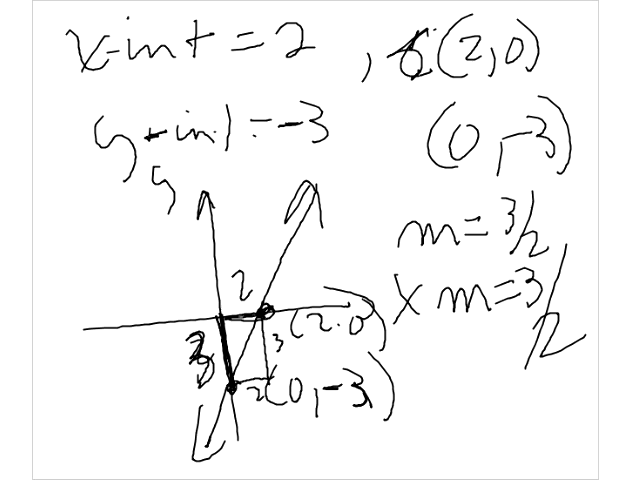 x-int = 2 , (2,0)
y-int = -3 (0,-3)
y
m = 3/2
2
x m = 3/2
3 3 (2.0)
2 (0,-3)